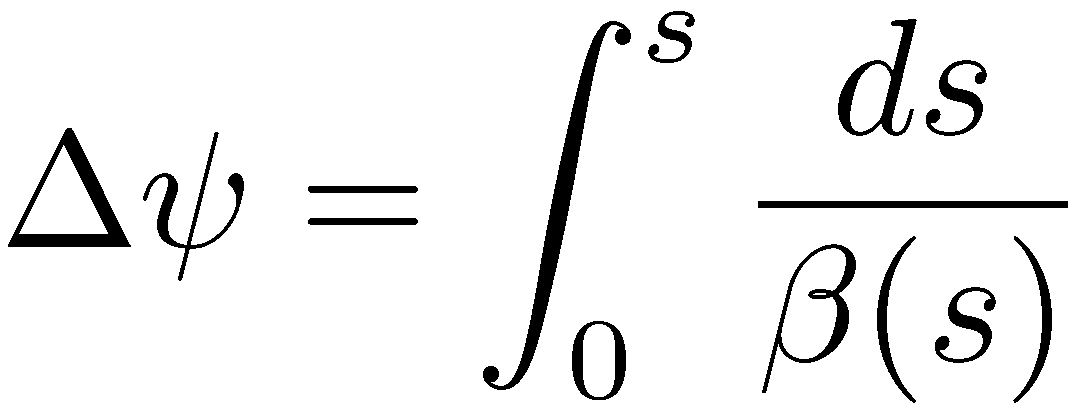 Δψ = ∫₀ˢ ds / β(s)